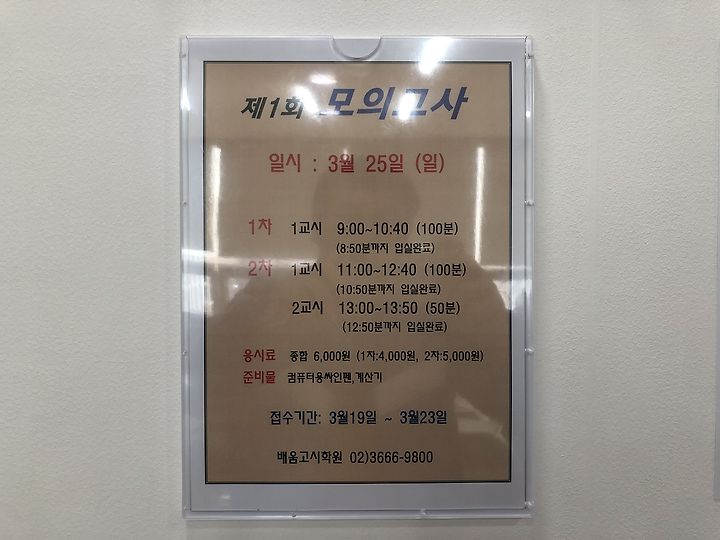 제1회 모의고사
일시 : 3월 25일 (일)
1차 1교시 9:00~10:40 (100분)
(8:50분까지 입실완료)
2차 1교시 11:00~12:40 (100분)
(10:50분까지 입실완료)
2교시 13:00~13:50 (50분)
(12:50분까지 입실완료)
응시료 종합 6,000원 (1차:4,000원, 2차:5,000원)
준비물 컴퓨터용싸인펜,계산기
접수기간: 3월19일 ~ 3월23일
배움고시학원 02)3666-9800